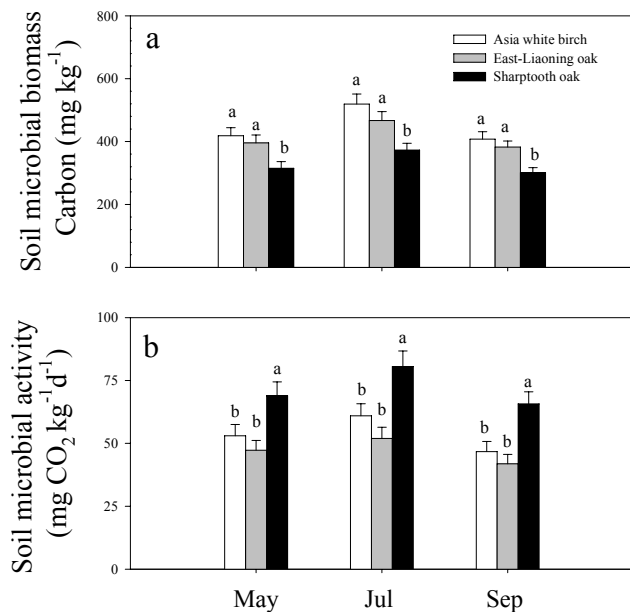 800
a
Asia white birch
East-Liaoning oak
Sharptooth oak
Soil microbial biomass
Carbon (mg kg⁻¹)
600
400
200
0
a a b
a a b
a a b
100
b
Soil microbial activity
(mg CO₂ kg⁻¹d⁻¹)
75
50
25
0
b b a
b b a
b b a
May Jul Sep